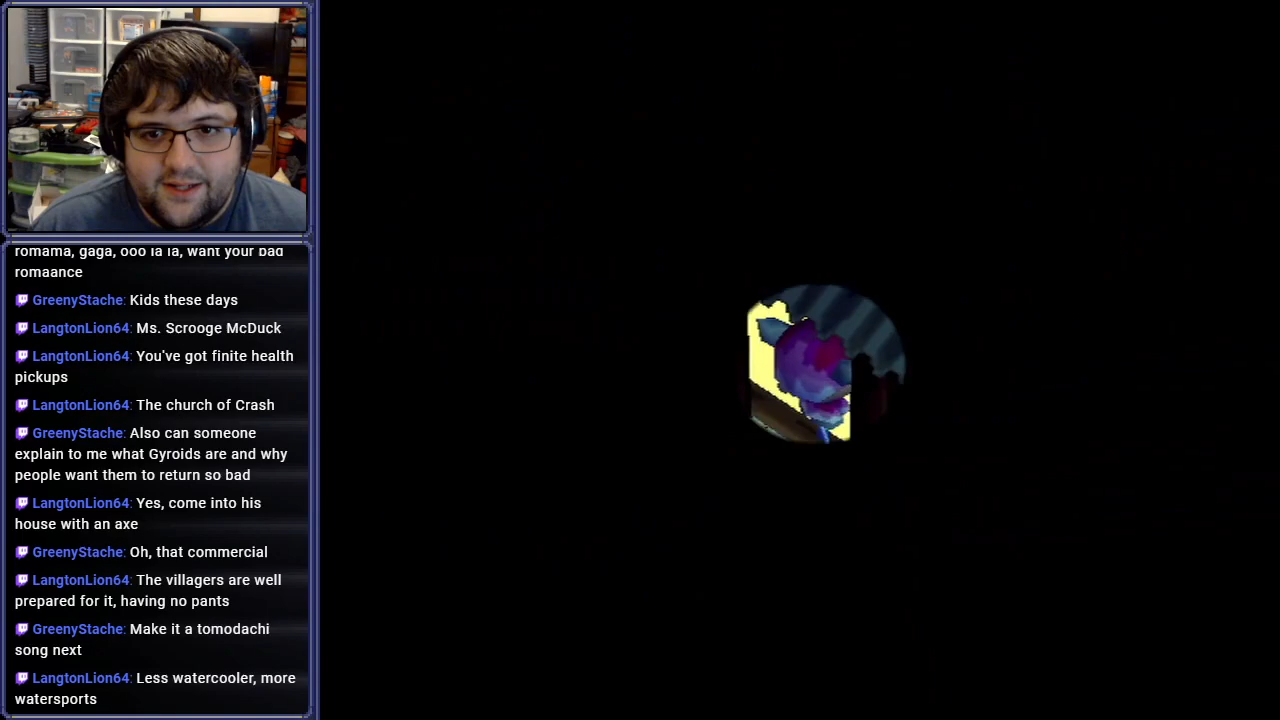 romama, gaga, ooo la la, want your bad
romaance
GreenyStache: Kids these days
LangtonLion64: Ms. Scrooge McDuck
LangtonLion64: You've got finite health
pickups
LangtonLion64: The church of Crash
GreenyStache: Also can someone
explain to me what Gyroids are and why
people want them to return so bad
LangtonLion64: Yes, come into his
house with an axe
GreenyStache: Oh, that commercial
LangtonLion64: The villagers are well
prepared for it, having no pants
GreenyStache: Make it a tomodachi
song next
LangtonLion64: Less watercooler, more
watersports